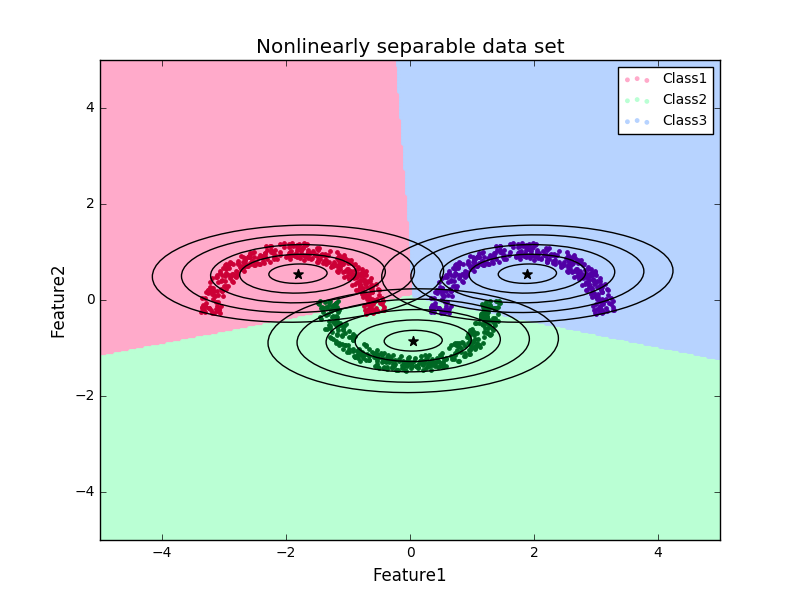 Nonlinearly separable data set
Class1
Class2
Class3
4
2
0
−2
−4
Feature2
−4
−2
0
2
4
Feature1